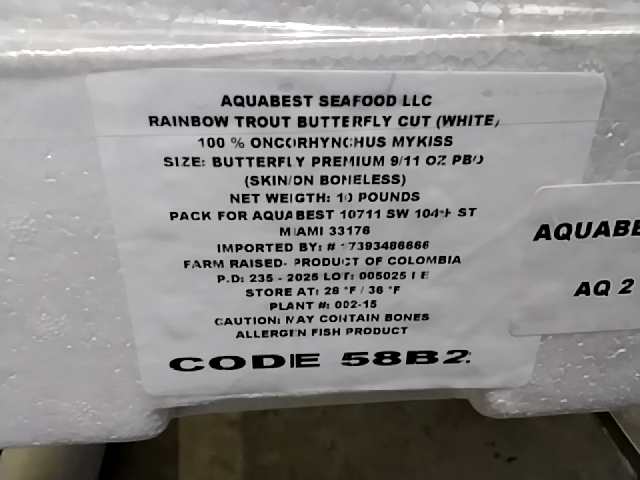 AQUABEST SEAFOOD LLC
RAINBOW TROUT BUTTERFLY CUT (WHITE)
100 % ONCORHYNCHUS MYKISS
SIZE: BUTTERFLY PREMIUM 9/11 OZ PBO
(SKIN/ON BONELESS)
NET WEIGTH: 10 POUNDS
PACK FOR AQUABEST 10711 SW 104th ST
MIAMI 33176
IMPORTED BY: # 17393486666
FARM RAISED- PRODUCT OF COLOMBIA
P.D: 235 - 2025 LOT: 005025
STORE AT: 28 °F / 36 °F
PLANT #: 002-15
CAUTION: MAY CONTAIN BONES
ALLERGEN FISH PRODUCT
CODE 58B2
AQUABE
AQ 2